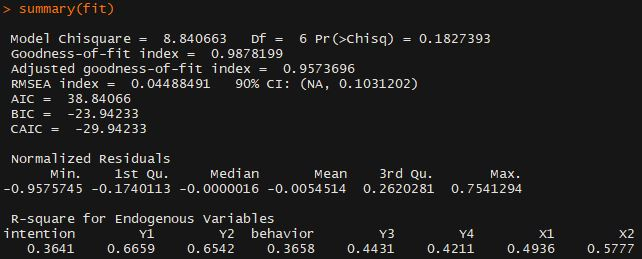 > summary(fit)
Model Chisquare = 8.840663 Df = 6 Pr(>Chisq) = 0.1827393
Goodness-of-fit index = 0.9878199
Adjusted goodness-of-fit index = 0.9573696
RMSEA index = 0.04488491 90% CI: (NA, 0.1031202)
AIC = 38.84066
BIC = -23.94233
CAIC = -29.94233
Normalized Residuals
Min. 1st Qu. Median Mean 3rd Qu. Max.
-0.9575745 -0.1740113 -0.0000016 -0.0054514 0.2620281 0.7541294
R-square for Endogenous Variables
intention Y1 Y2 behavior Y3 Y4 X1 X2
0.3641 0.6659 0.6542 0.3658 0.4431 0.4211 0.4936 0.5777